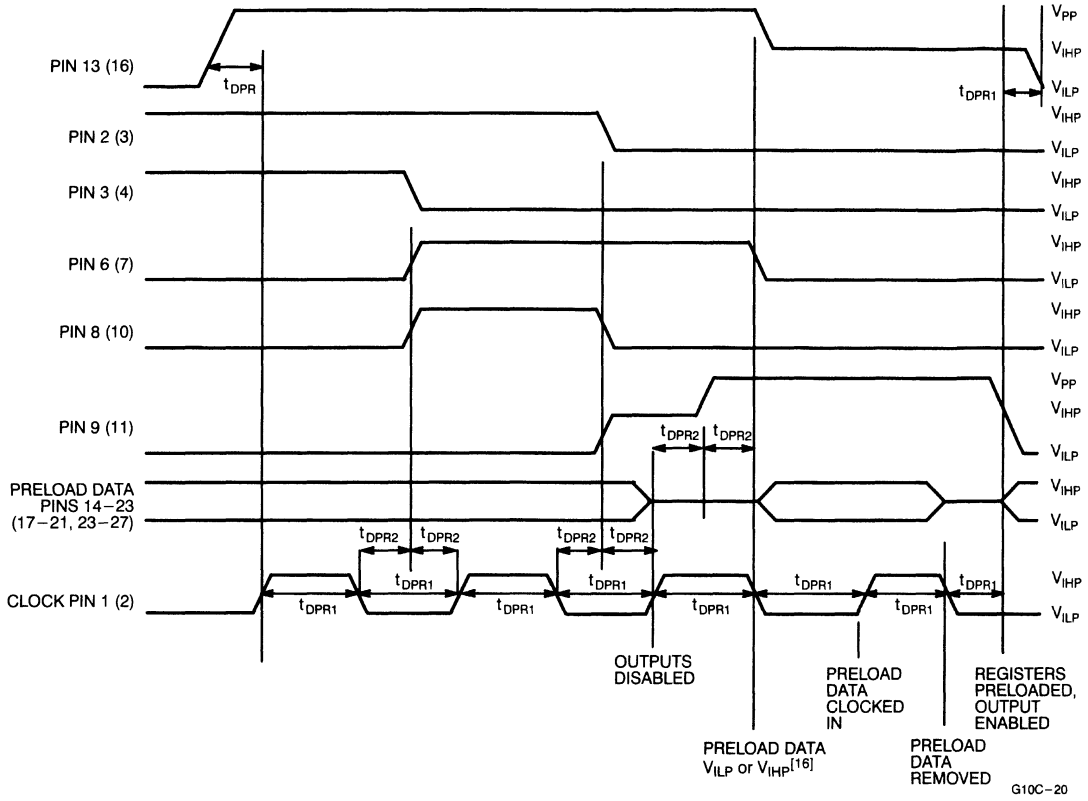 V_PP
PIN 13 (16)
V_IHP
t_DPR
t_DPR1
V_ILP
V_IHP
PIN 2 (3)
V_ILP
V_IHP
PIN 3 (4)
V_ILP
V_IHP
PIN 6 (7)
V_ILP
V_IHP
PIN 8 (10)
V_ILP
V_PP
V_IHP
PIN 9 (11)
t_DPR2 t_DPR2
V_ILP
PRELOAD DATA
PINS 14–23
(17–21, 23–27)
V_IHP
V_ILP
t_DPR2 t_DPR2 t_DPR2 t_DPR2
CLOCK PIN 1 (2)
t_DPR1 t_DPR1 t_DPR1 t_DPR1 t_DPR1 t_DPR1 t_DPR1 t_DPR1
V_IHP
V_ILP
OUTPUTS
DISABLED
PRELOAD
DATA
CLOCKED
IN
REGISTERS
PRELOADED,
OUTPUT
ENABLED
PRELOAD DATA
V_ILP or V_IHP[16]
PRELOAD
DATA
REMOVED
G10C–20